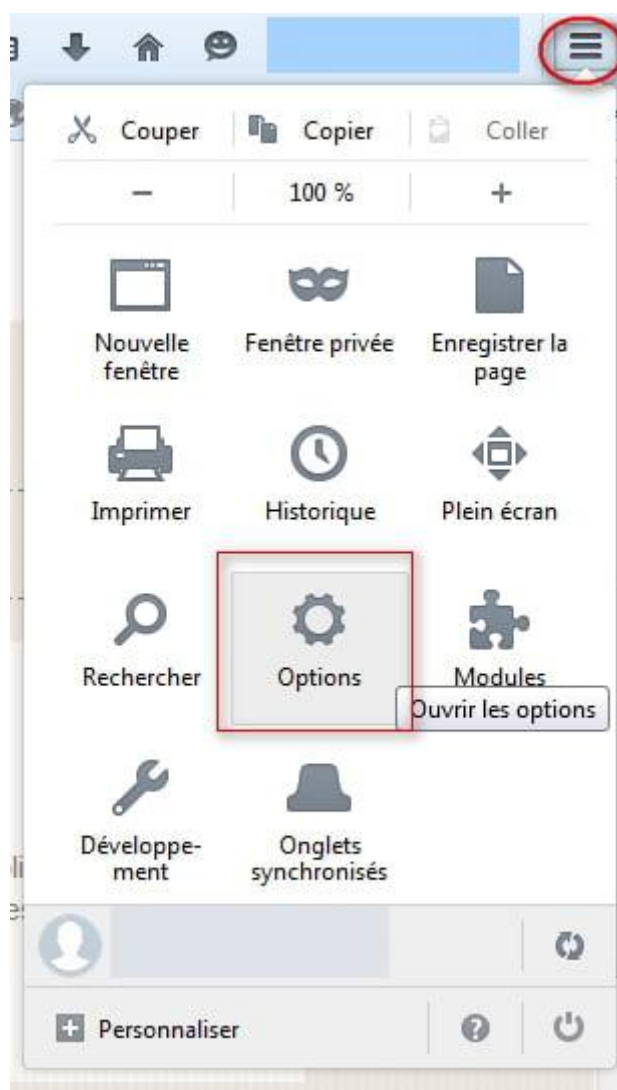 Couper Copier Coller
− 100 % +
Nouvelle fenêtre Fenêtre privée Enregistrer la page
Imprimer Historique Plein écran
Rechercher Options Modules
Ouvrir les options
Développe-
ment Onglets synchronisés
Personnaliser